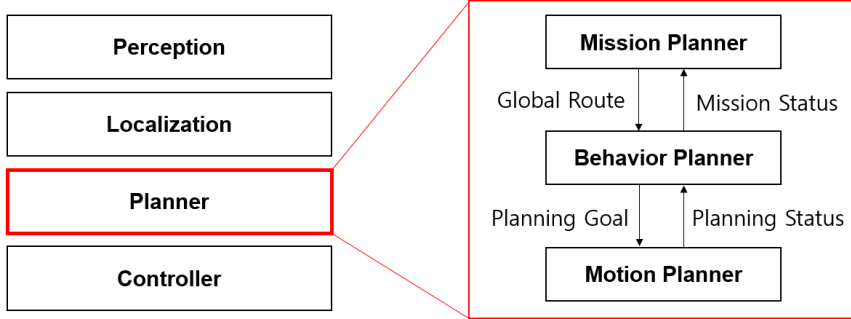 Perception
Localization
Planner
Controller
Mission Planner
Global Route
Mission Status
Behavior Planner
Planning Goal
Planning Status
Motion Planner